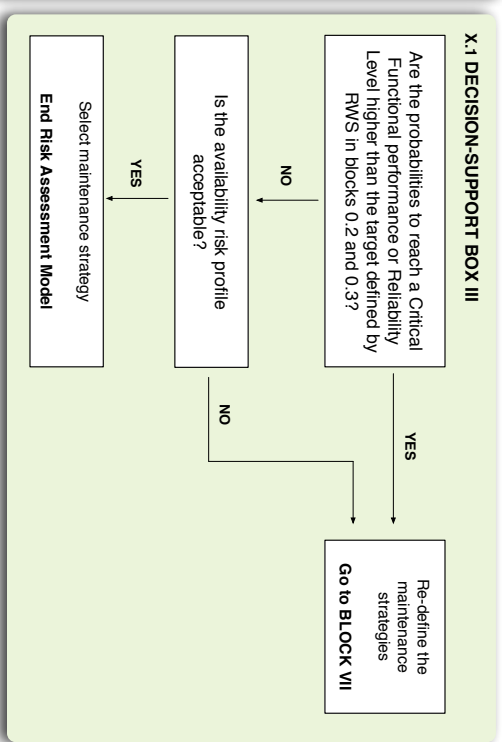 X.1 DECISION-SUPPORT BOX III
Are the probabilities to reach a Critical
Functional performance or Reliability
Level higher than the target defined by
RWS in blocks 0.2 and 0.3?
YES
Re-define the
maintenance
strategies
Go to BLOCK VII
NO
Is the availability risk profile
acceptable?
NO
YES
Select maintenance strategy
End Risk Assessment Model